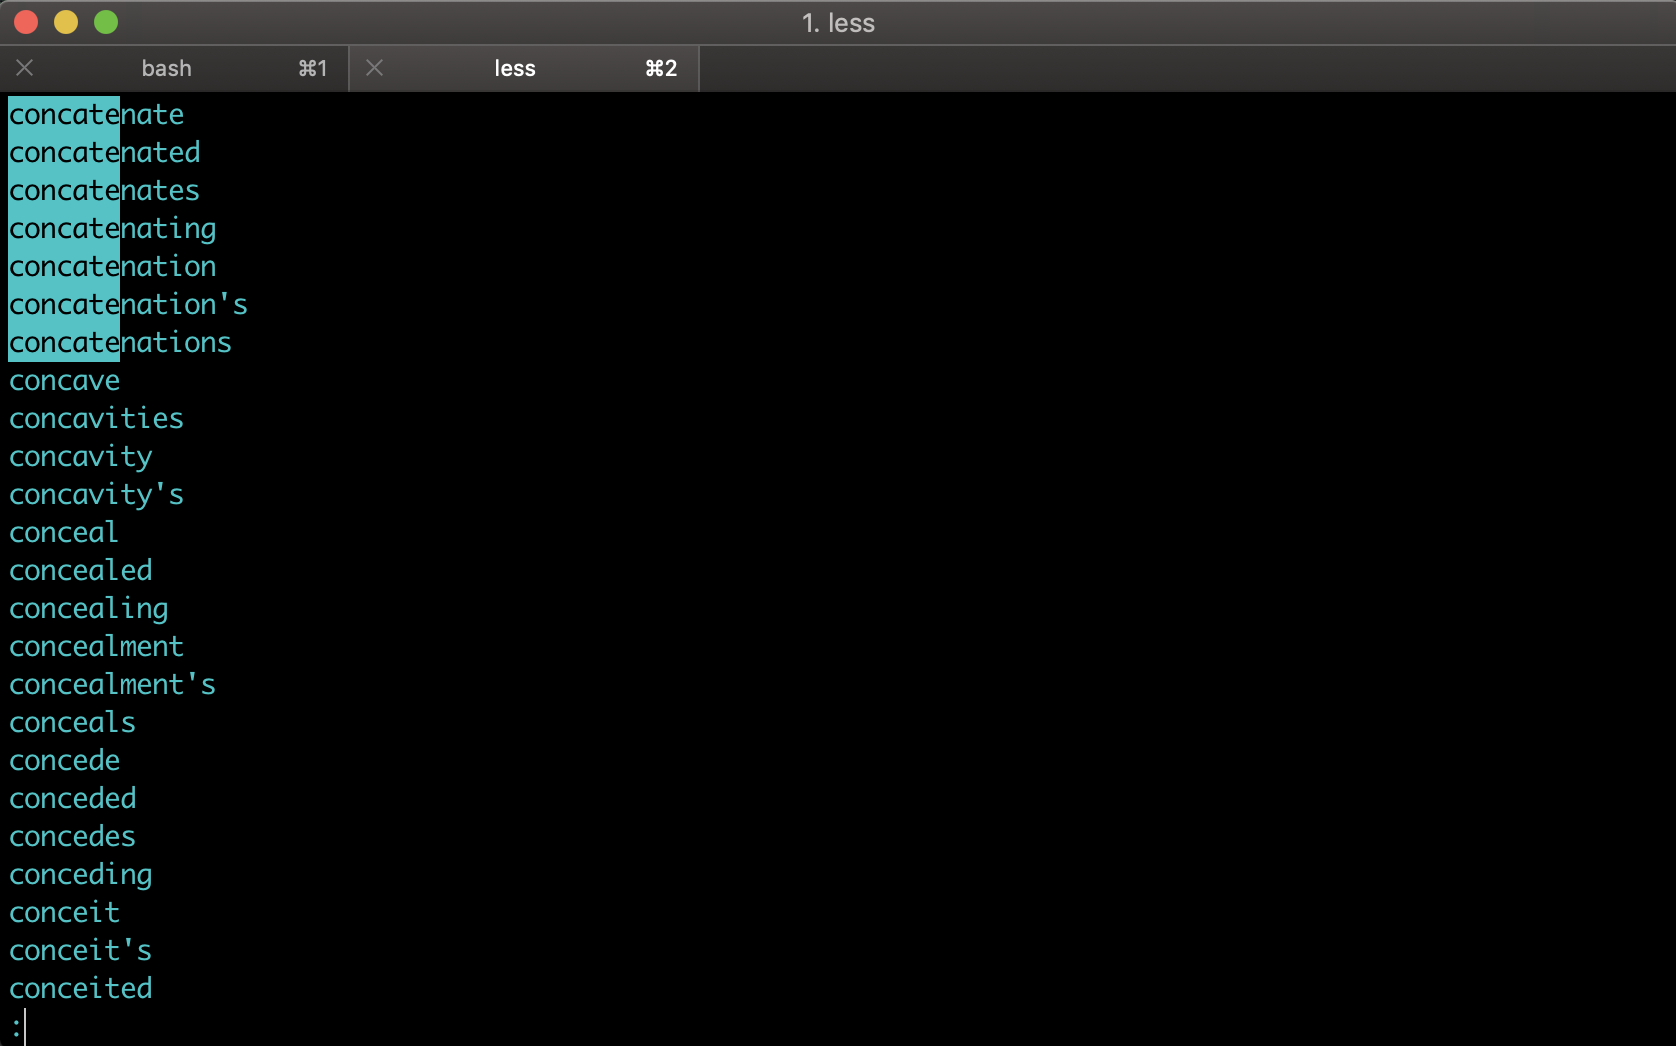 1. less
bash ⌘1 less ⌘2
concatenate
concatenated
concatenates
concatenating
concatenation
concatenation's
concatenations
concave
concavities
concavity
concavity's
conceal
concealed
concealing
concealment
concealment's
conceals
concede
conceded
concedes
conceding
conceit
conceit's
conceited
: